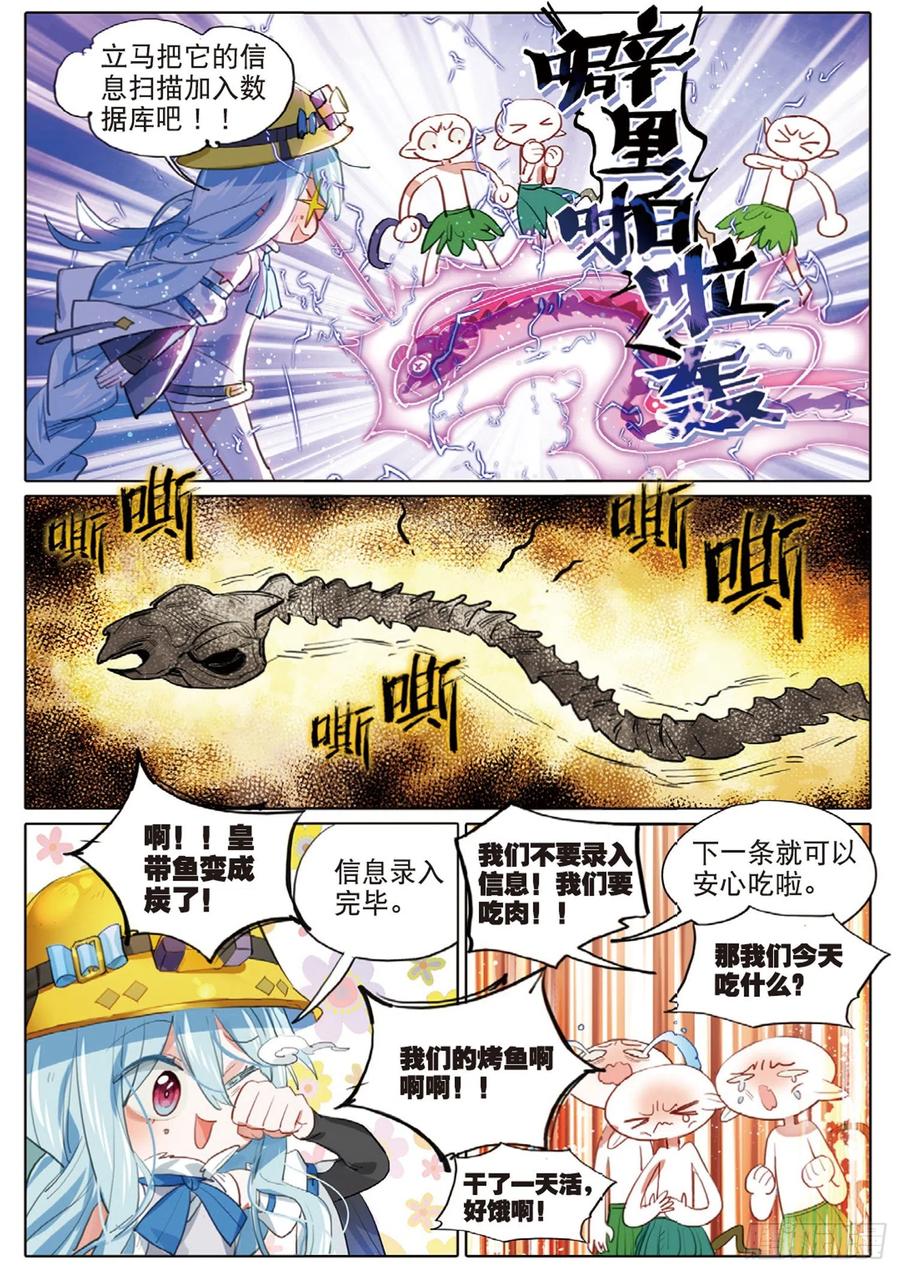 立马把它的信
息扫描加入数
据库吧！！
噼里啪啦轰
嘶
嘶
嘶
嘶
嘶
嘶
啊！！皇
带鱼变成
炭了！
信息录入
完毕。
我们不要录入
信息！我们要
吃肉！！
下一条就可以
安心吃啦。
那我们今天
吃什么？
我们的烤鱼啊
啊啊！！
干了一天活，
好饿啊！